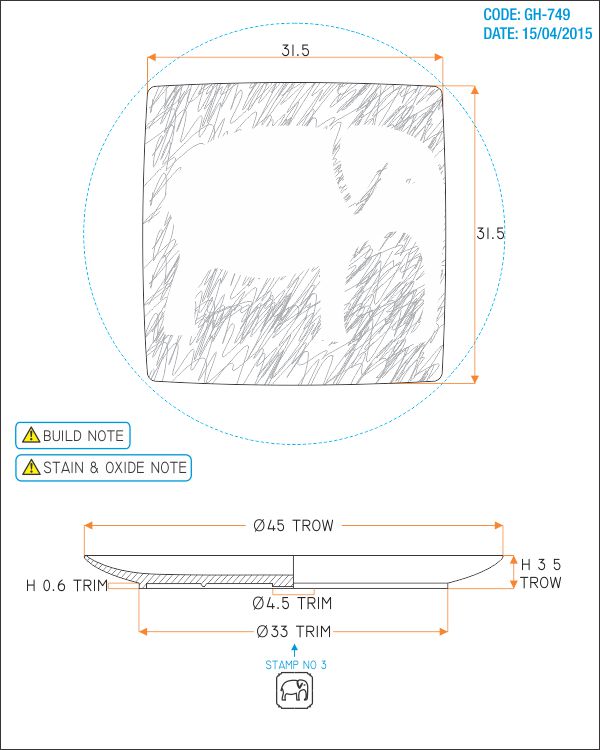 CODE: GH-749
DATE: 15/04/2015
31.5
31.5
BUILD NOTE
STAIN & OXIDE NOTE
Ø45 TROW
H 3 5
TROW
H 0.6 TRIM
Ø4.5 TRIM
Ø33 TRIM
STAMP NO 3